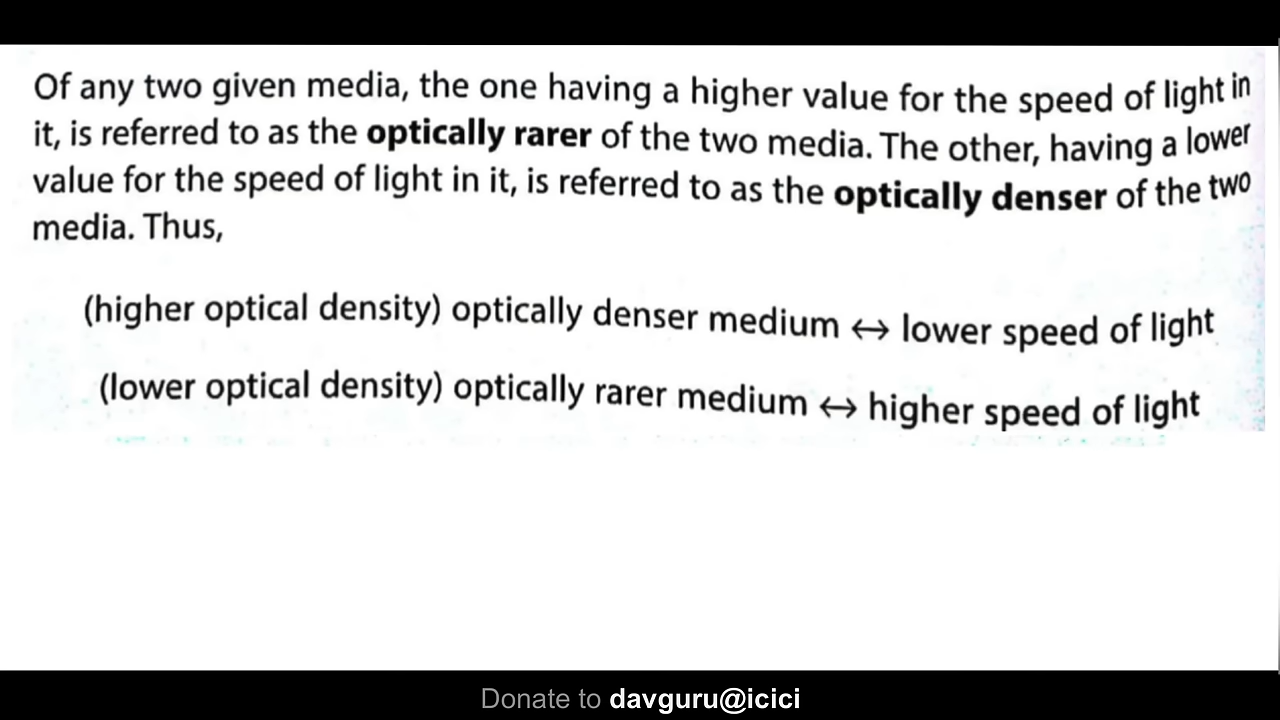 Of any two given media, the one having a higher value for the speed of light in
it, is referred to as the optically rarer of the two media. The other, having a lower
value for the speed of light in it, is referred to as the optically denser of the two
media. Thus,
(higher optical density) optically denser medium ↔ lower speed of light
(lower optical density) optically rarer medium ↔ higher speed of light
Donate to davguru@icici